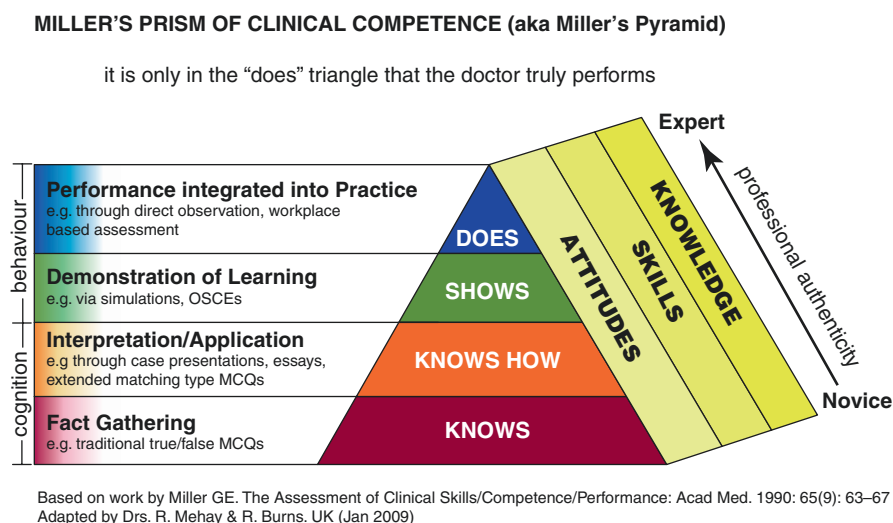 MILLER'S PRISM OF CLINICAL COMPETENCE (aka Miller's Pyramid)
it is only in the “does” triangle that the doctor truly performs
Expert
professional authenticity
Novice
behaviour
cognition
Performance integrated into Practice
e.g. through direct observation, workplace
based assessment
DOES
Demonstration of Learning
e.g. via simulations, OSCEs
SHOWS
Interpretation/Application
e.g through case presentations, essays,
extended matching type MCQs
KNOWS HOW
Fact Gathering
e.g. traditional true/false MCQs
KNOWS
ATTITUDES
SKILLS
KNOWLEDGE
Based on work by Miller GE. The Assessment of Clinical Skills/Competence/Performance: Acad Med. 1990: 65(9): 63–67
Adapted by Drs. R. Mehay & R. Burns. UK (Jan 2009)